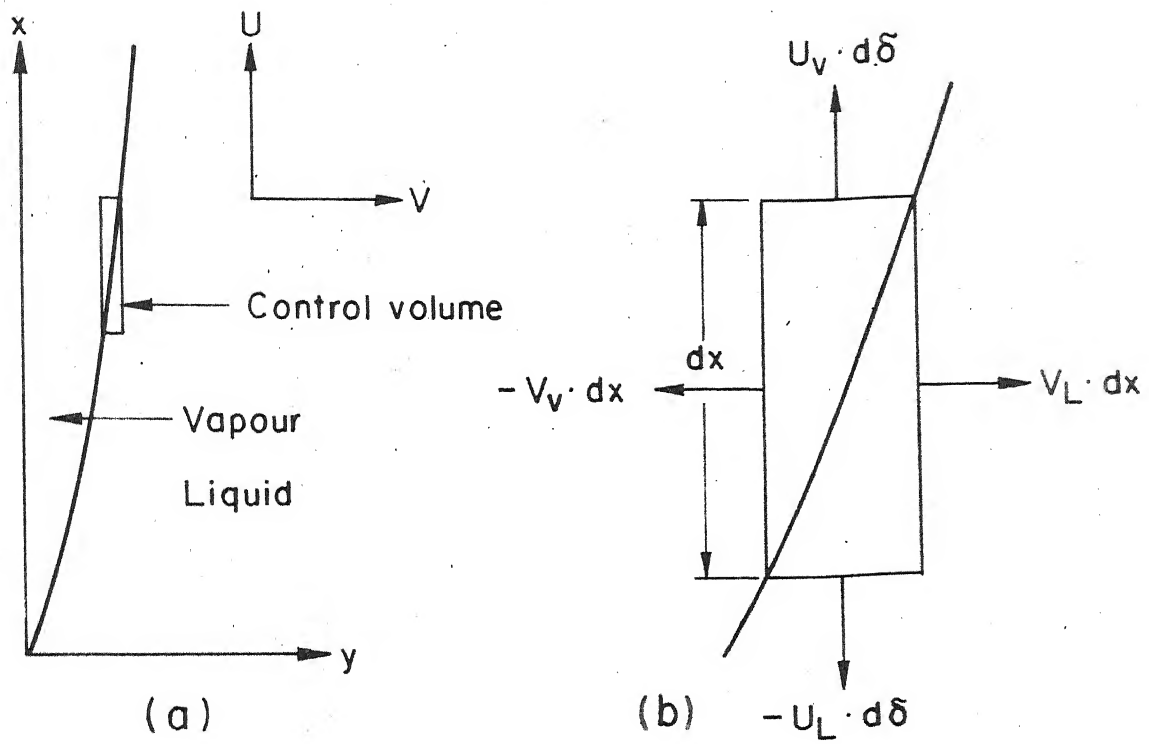 x
U
V
Control volume
Vapour
Liquid
y
(a)
U_v · dδ
dx
-V_v · dx
V_L · dx
(b)
-U_L · dδ